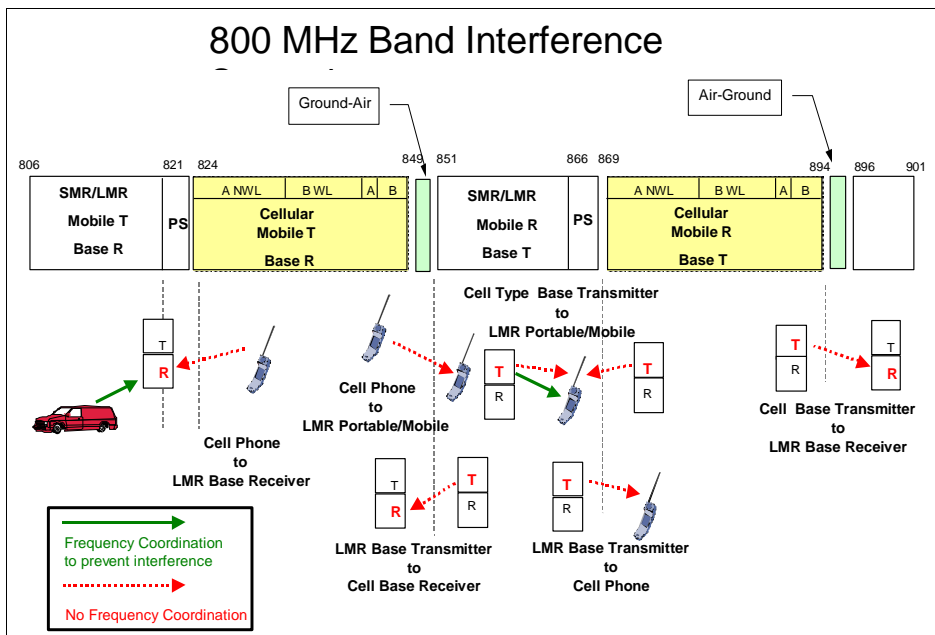 800 MHz Band Interference
Ground-Air
Air-Ground
806
821
824
849
851
866
869
894
896
901
SMR/LMR
Mobile T
Base R
PS
A NWL
B WL
A
B
Cellular
Mobile T
Base R
SMR/LMR
Mobile R
Base T
PS
A NWL
B WL
A
B
Cellular
Mobile R
Base T
T
R
Cell Phone
to
LMR Base Receiver
Cell Phone
to
LMR Portable/Mobile
Cell Type Base Transmitter
to
LMR Portable/Mobile
T
R
T
R
T
R
T
R
Cell Base Transmitter
to
LMR Base Receiver
T
R
T
R
LMR Base Transmitter
to
Cell Base Receiver
T
R
LMR Base Transmitter
to
Cell Phone
Frequency Coordination
to prevent interference
No Frequency Coordination